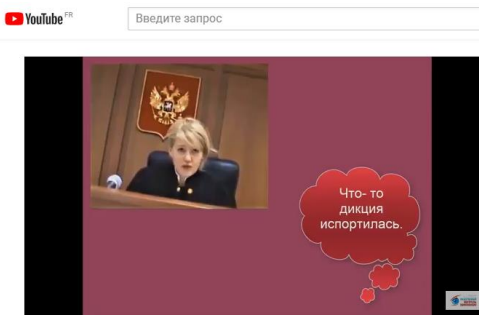 YouTube FR
Введите запрос
Что- то
дикция
испортилась.